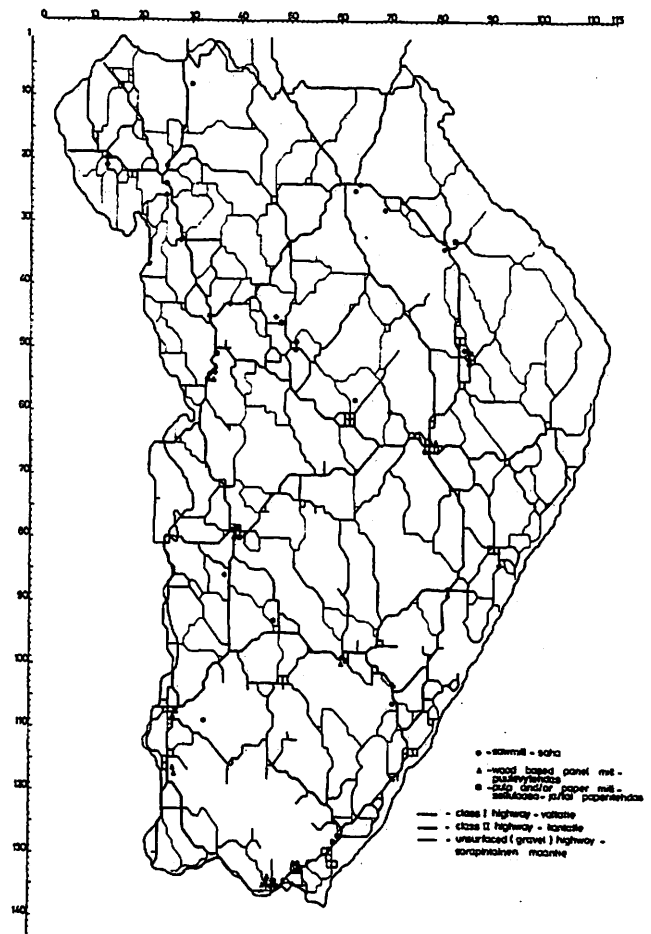 0 10 20 30 40 50 60 70 80 90 100 110 115
1
10
20
30
40
50
60
70
80
90
100
110
120
130
140
- sawmill - saha
- wood based panel mill -
puulevytehdas
- pulp and/or paper mill -
selluloosa- ja/tai paperitehdas
- class I highway - valtatie
- class II highway - kantatie
- unsurfaced (gravel) highway -
sorapintainen maantie